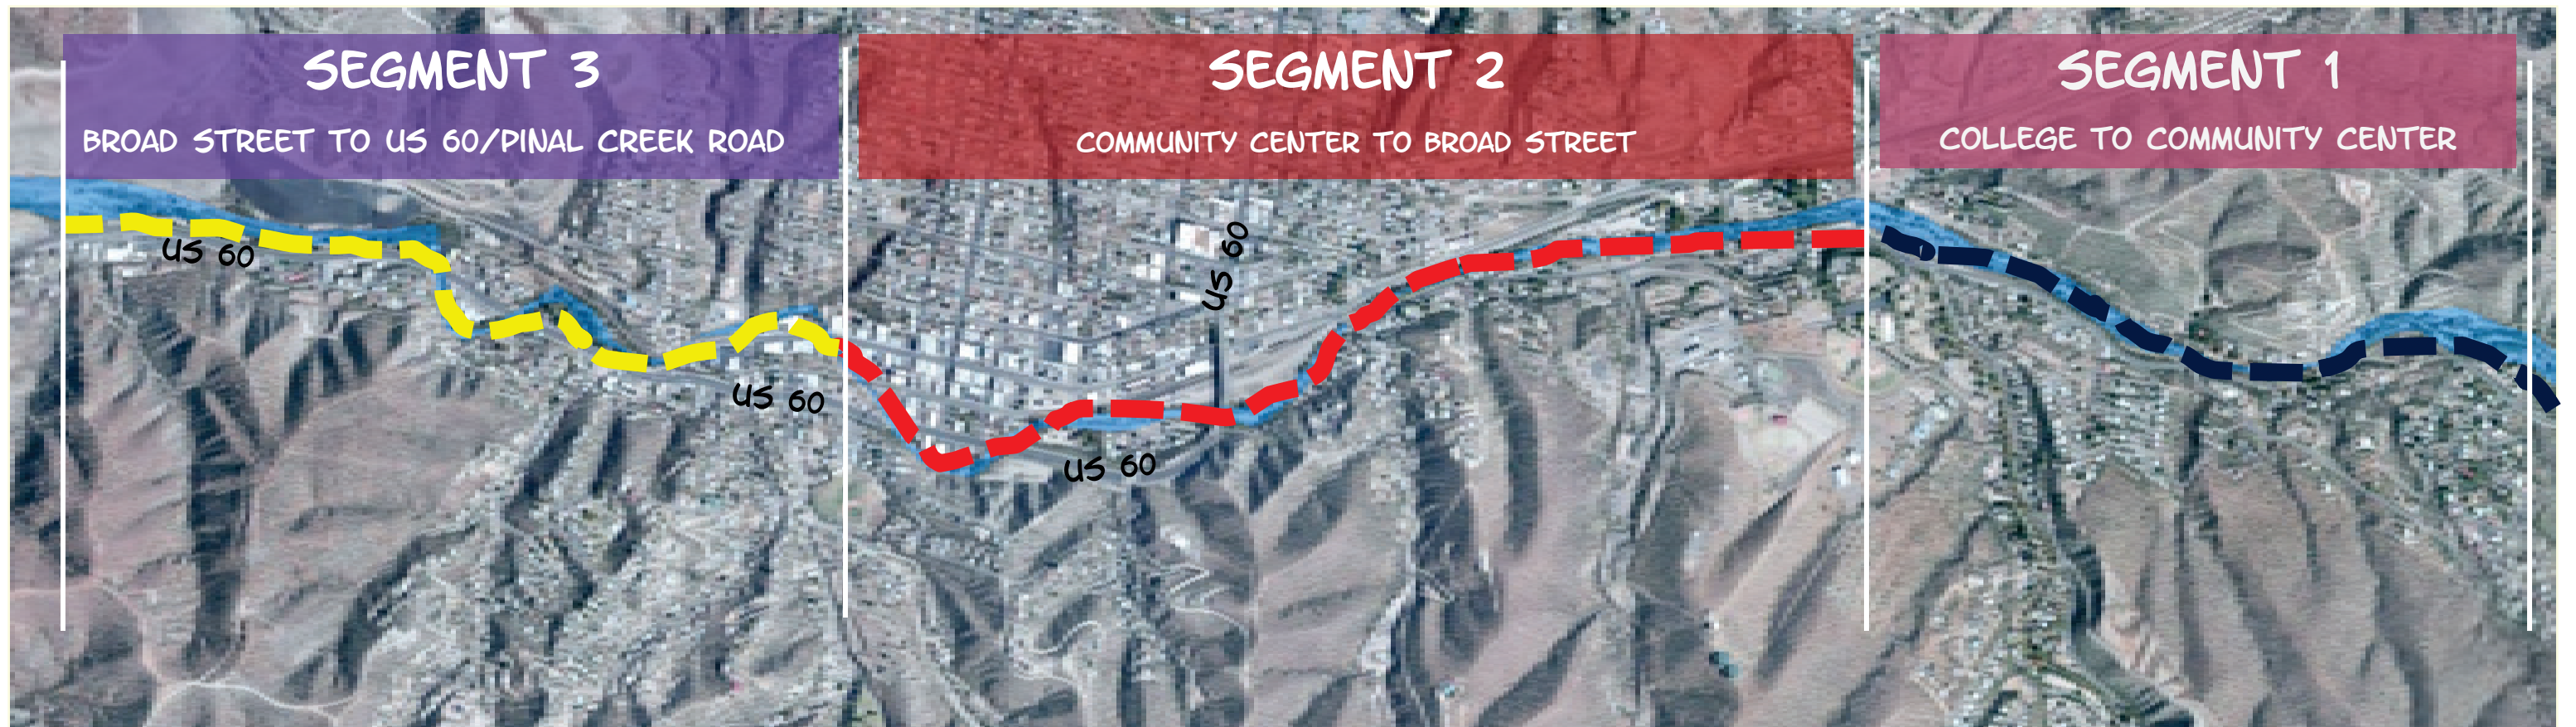 SEGMENT 3
BROAD STREET TO US 60/PINAL CREEK ROAD
SEGMENT 2
COMMUNITY CENTER TO BROAD STREET
SEGMENT 1
COLLEGE TO COMMUNITY CENTER
US 60
US 60
US 60
US 60